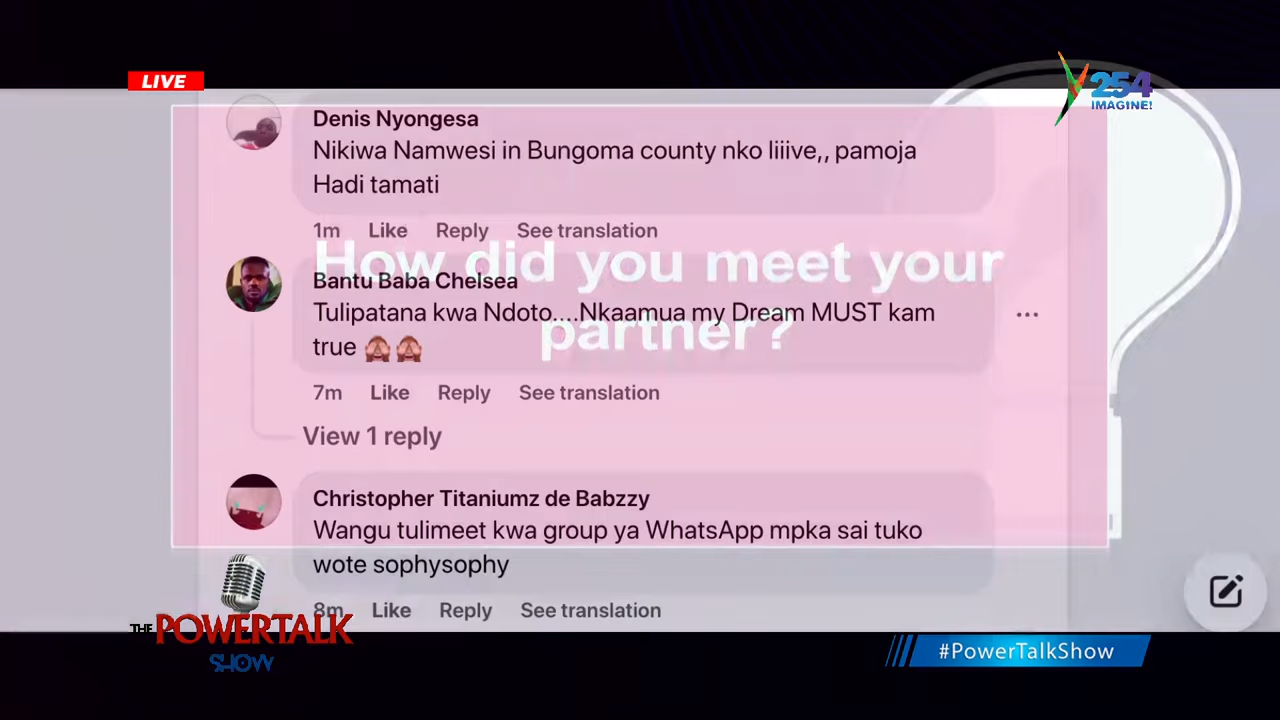 LIVE
254
IMAGINE!
Denis Nyongesa
Nikiwa Namwesi in Bungoma county nko liiive,, pamoja
Hadi tamati
1m Like Reply See translation
How did you meet your
partner?
Bantu Baba Chelsea
Tulipatana kwa Ndoto....Nkaamua my Dream MUST kam
true 🙈 🙈
7m Like Reply See translation
View 1 reply
Christopher Titaniumz de Babzzy
Wangu tulimeet kwa group ya WhatsApp mpka sai tuko
wote sophysophy
8m Like Reply See translation
THE POWERTALK
SHOW
#PowerTalkShow